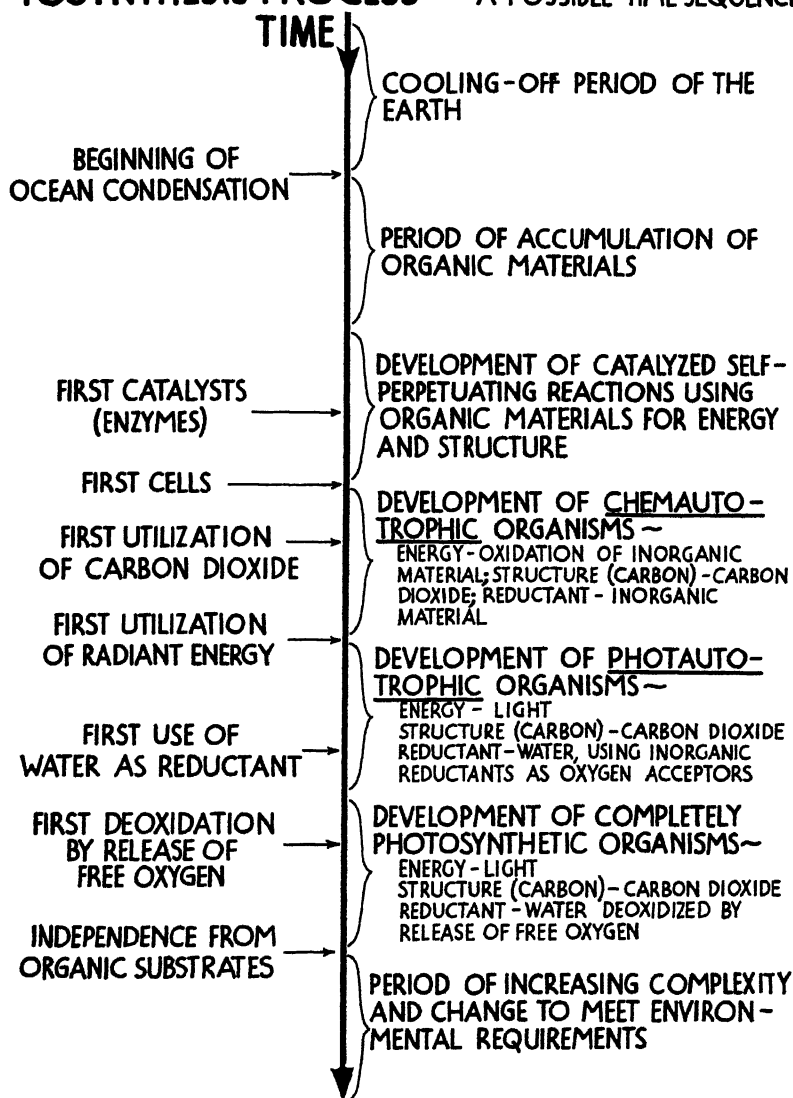 TIME
COOLING-OFF PERIOD OF THE
EARTH
BEGINNING OF
OCEAN CONDENSATION
PERIOD OF ACCUMULATION OF
ORGANIC MATERIALS
DEVELOPMENT OF CATALYZED SELF-
PERPETUATING REACTIONS USING
ORGANIC MATERIALS FOR ENERGY
AND STRUCTURE
FIRST CATALYSTS
(ENZYMES)
FIRST CELLS
DEVELOPMENT OF CHEMAUTO-
TROPHIC ORGANISMS~
ENERGY-OXIDATION OF INORGANIC
MATERIAL; STRUCTURE (CARBON)-CARBON
DIOXIDE; REDUCTANT- INORGANIC
MATERIAL
FIRST UTILIZATION
OF CARBON DIOXIDE
FIRST UTILIZATION
OF RADIANT ENERGY
DEVELOPMENT OF PHOTAUTO-
TROPHIC ORGANISMS~
ENERGY- LIGHT
STRUCTURE (CARBON)-CARBON DIOXIDE
REDUCTANT-WATER, USING INORGANIC
REDUCTANTS AS OXYGEN ACCEPTORS
FIRST USE OF
WATER AS REDUCTANT
DEVELOPMENT OF COMPLETELY
PHOTOSYNTHETIC ORGANISMS~
ENERGY-LIGHT
STRUCTURE (CARBON)-CARBON DIOXIDE
REDUCTANT-WATER DEOXIDIZED BY
RELEASE OF FREE OXYGEN
FIRST DEOXIDATION
BY RELEASE OF
FREE OXYGEN
INDEPENDENCE FROM
ORGANIC SUBSTRATES
PERIOD OF INCREASING COMPLEXITY
AND CHANGE TO MEET ENVIRON-
MENTAL REQUIREMENTS